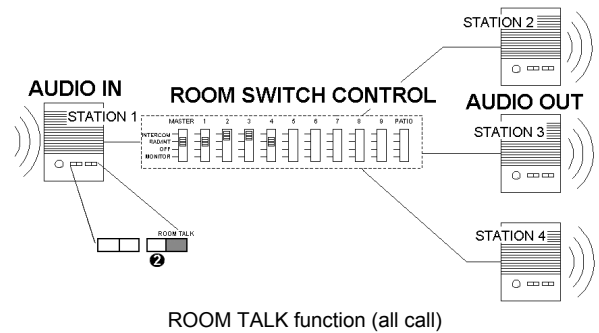 STATION 2
AUDIO IN
ROOM SWITCH CONTROL
AUDIO OUT
STATION 1
MASTER 1 2 3 4 5 6 7 8 9 PATIO
INTERCOM
RAD/INT
OFF
MONITOR
STATION 3
STATION 4
ROOM TALK
2
ROOM TALK function (all call)